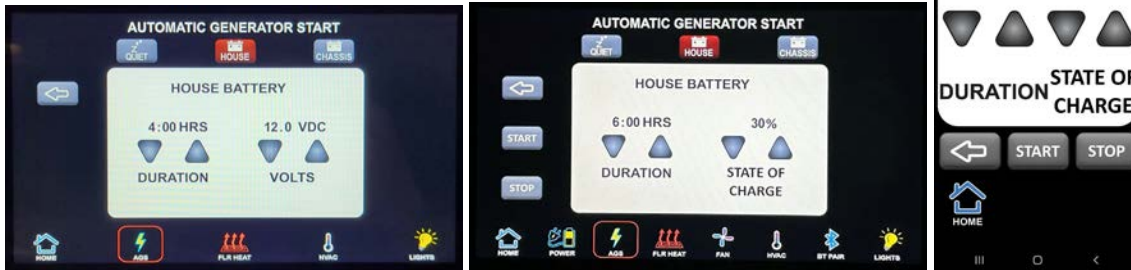 AUTOMATIC GENERATOR START
QUIET HOUSE CHASSIS
HOUSE BATTERY
4:00 HRS 12.0 VDC
DURATION VOLTS
HOME AGS FLR HEAT HVAC LIGHTS
AUTOMATIC GENERATOR START
QUIET HOUSE CHASSIS
HOUSE BATTERY
6:00 HRS 30%
START
DURATION STATE OF
CHARGE
STOP
HOME POWER AGS FLR HEAT FAN HVAC BT PAIR LIGHTS
DURATION STATE OF
CHARGE
START STOP
HOME